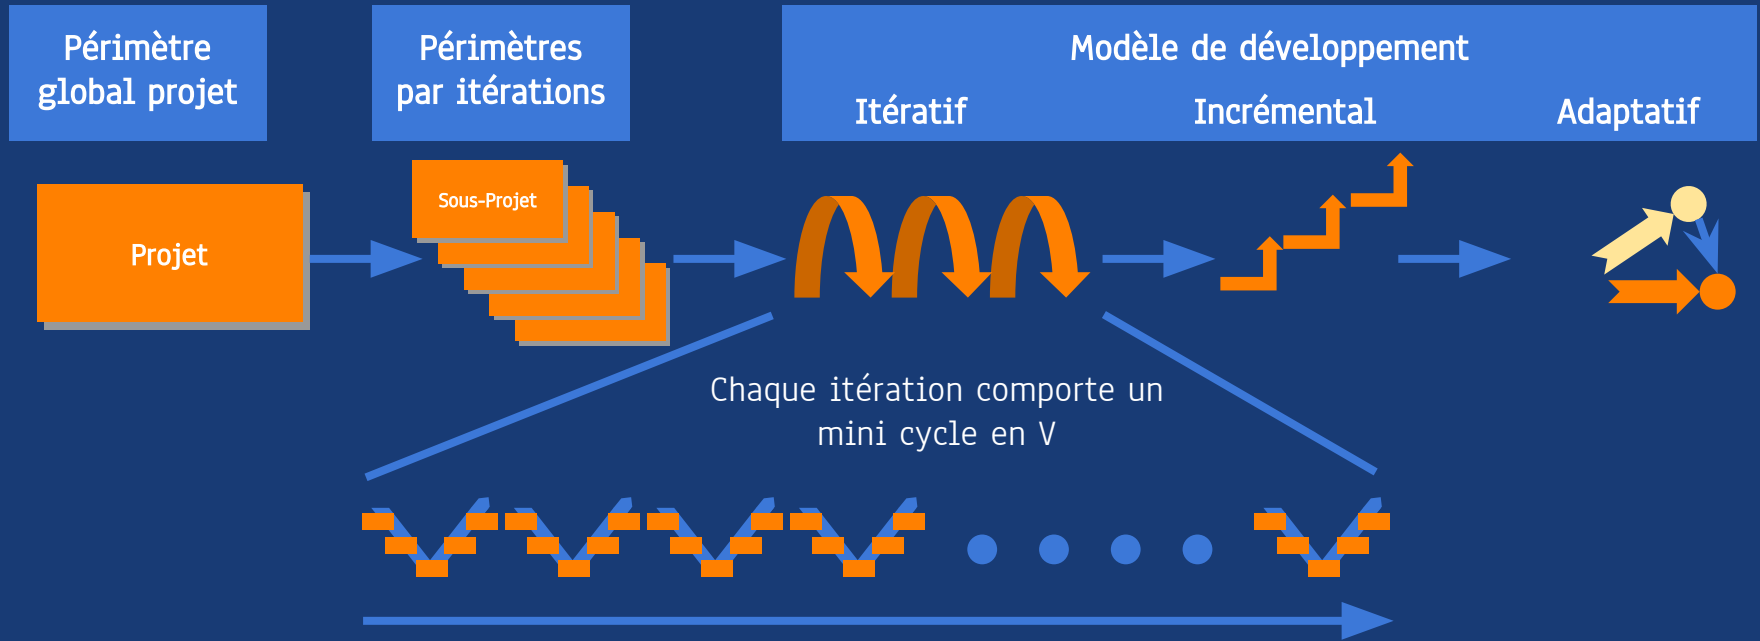 Périmètre
global projet
Périmètres
par itérations
Modèle de développement
Itératif
Incrémental
Adaptatif
Projet
Sous-Projet
Chaque itération comporte un
mini cycle en V